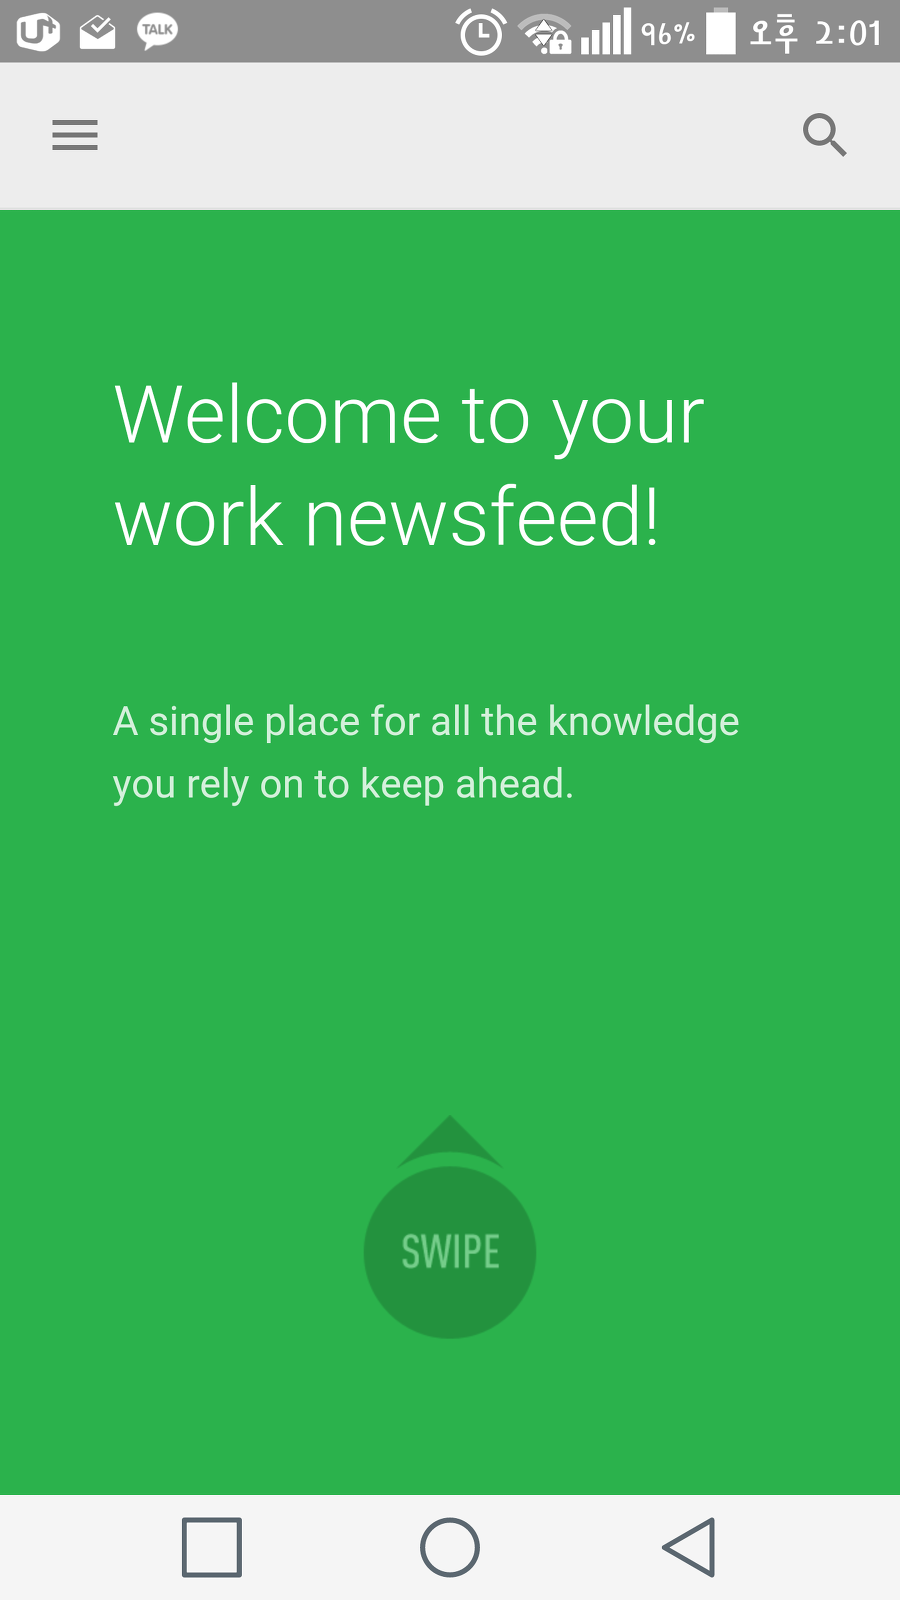 U+ TALK 96% 오후 2:01
Welcome to your
work newsfeed!
A single place for all the knowledge
you rely on to keep ahead.
SWIPE